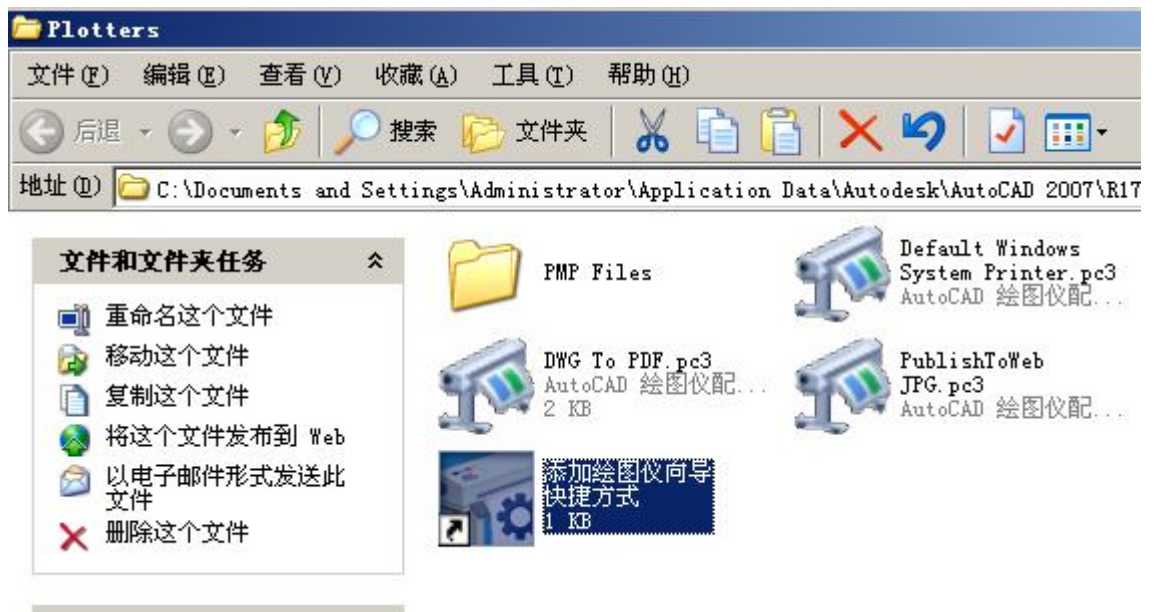 Plotters
文件(F) 编辑(E) 查看(V) 收藏(A) 工具(T) 帮助(H)
后退 搜索 文件夹
地址(D) C:\Documents and Settings\Administrator\Application Data\Autodesk\AutoCAD 2007\R17
文件和文件夹任务
重命名这个文件
移动这个文件
复制这个文件
将这个文件发布到 Web
以电子邮件形式发送此
文件
删除这个文件
PMP Files
Default Windows
System Printer.pc3
AutoCAD 绘图仪配...
DWG To PDF.pc3
AutoCAD 绘图仪配...
2 KB
PublishToWeb
JPG.pc3
AutoCAD 绘图仪配...
添加绘图仪向导
快捷方式
1 KB